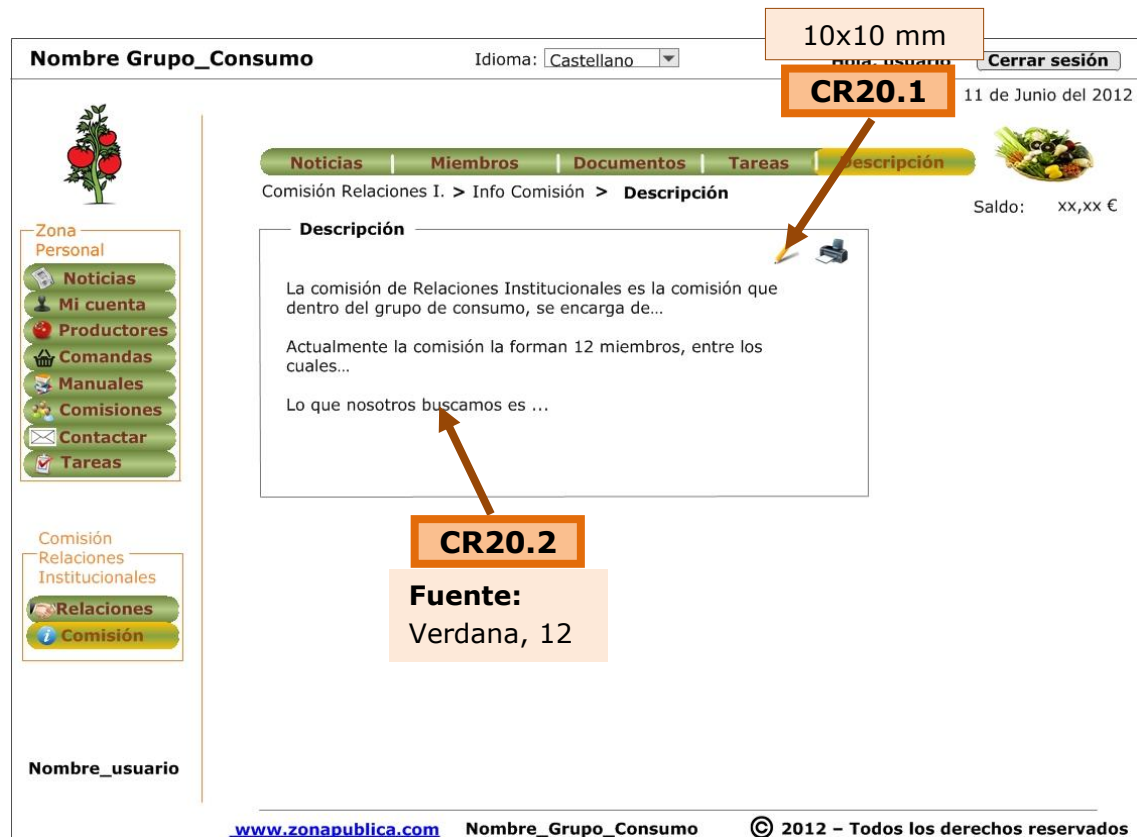 10x10 mm
Nombre Grupo_Consumo
Idioma: Castellano
Hola, usuario
Cerrar sesión
CR20.1
11 de Junio del 2012
Noticias
Miembros
Documentos
Tareas
Descripción
Comisión Relaciones I. > Info Comisión > Descripción
Saldo: xx,xx €
Zona
Personal
Noticias
Mi cuenta
Productores
Comandas
Manuales
Comisiones
Contactar
Tareas
Descripción
La comisión de Relaciones Institucionales es la comisión que
dentro del grupo de consumo, se encarga de…
Actualmente la comisión la forman 12 miembros, entre los
cuales…
Lo que nosotros buscamos es ...
CR20.2
Fuente:
Verdana, 12
Comisión
Relaciones
Institucionales
Relaciones
Comisión
Nombre_usuario
www.zonapublica.com
Nombre_Grupo_Consumo
© 2012 – Todos los derechos reservados